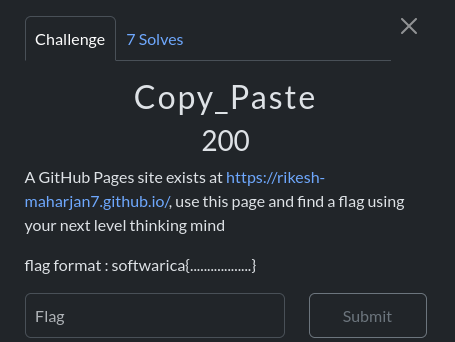 Challenge
7 Solves
Copy_Paste
200
A GitHub Pages site exists at https://rikesh-
maharjan7.github.io/, use this page and find a flag using
your next level thinking mind
flag format : softwarica{..................}
Flag
Submit